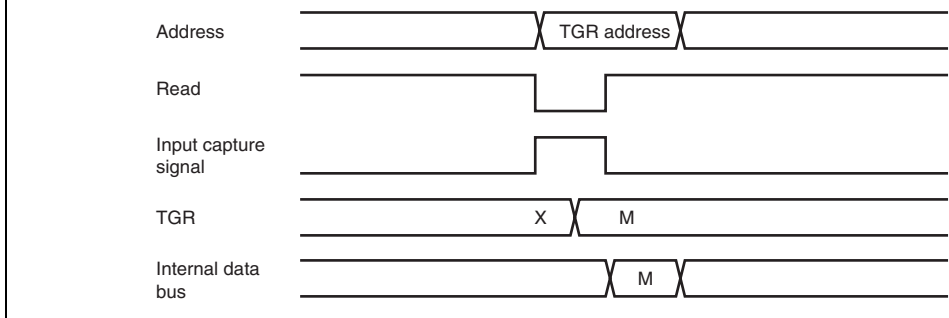 Address
TGR address
Read
Input capture
signal
TGR
X
M
Internal data
bus
M